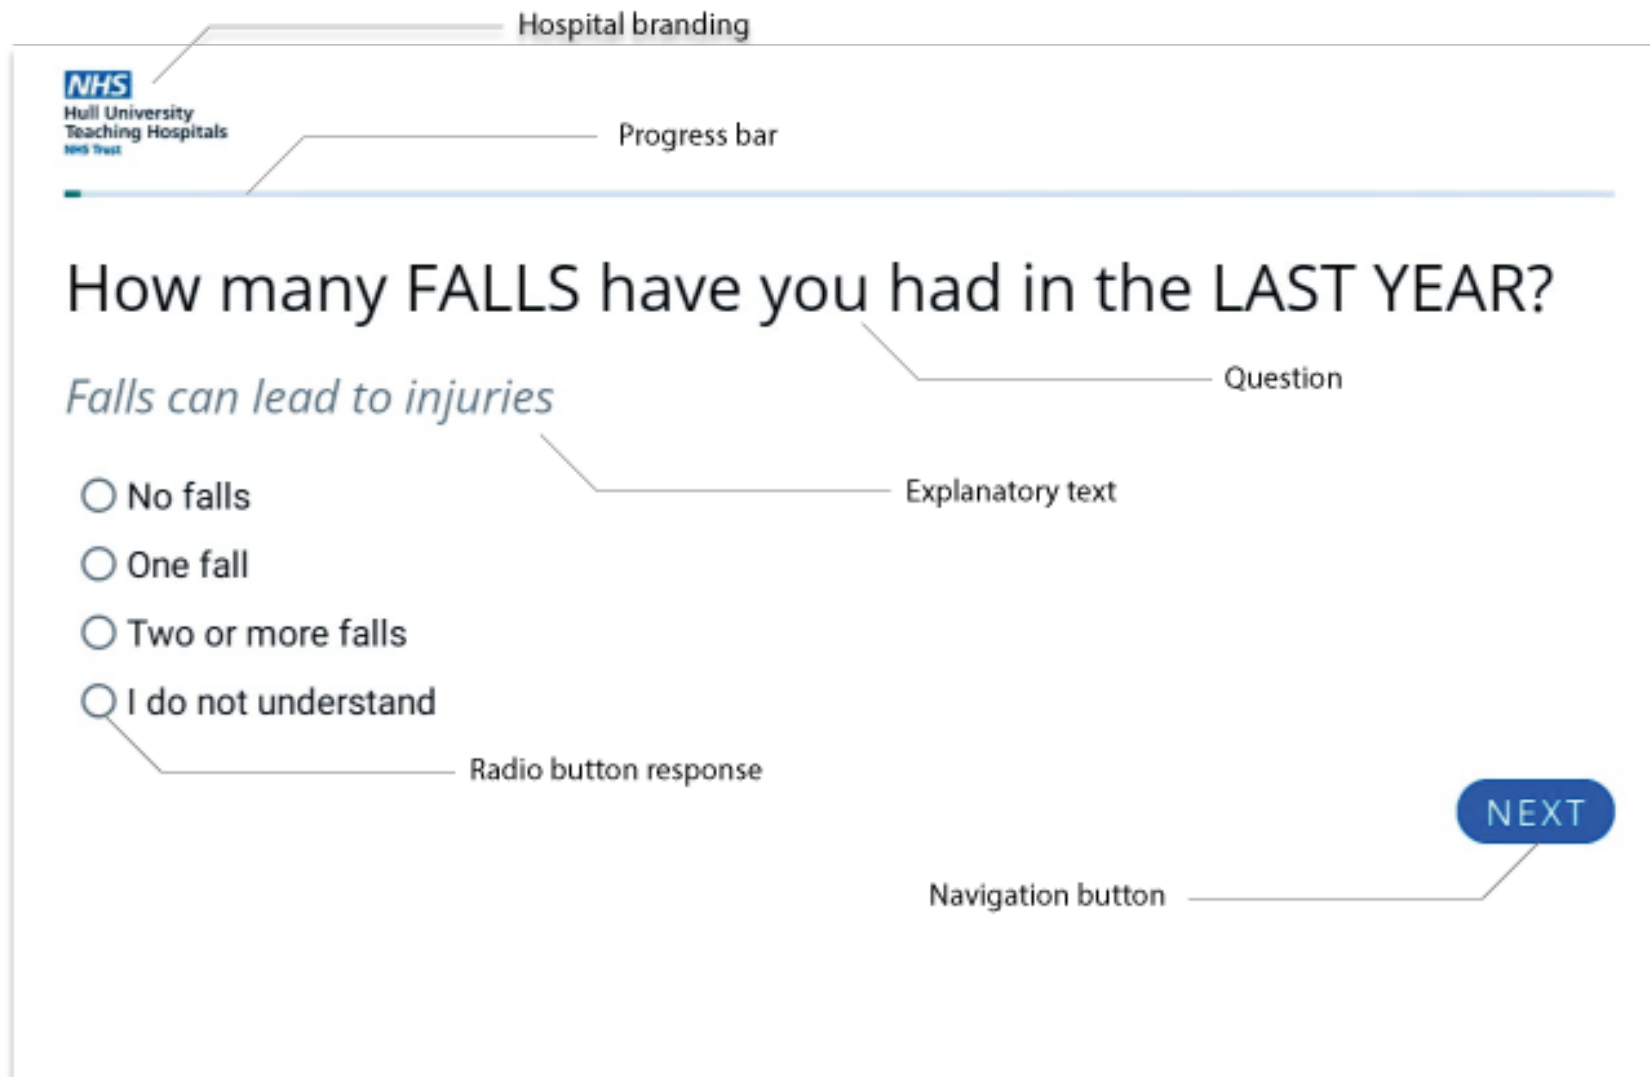 Hospital branding
NHS
Hull University
Teaching Hospitals
NHS Trust
Progress bar
How many FALLS have you had in the LAST YEAR?
Question
Falls can lead to injuries
Explanatory text
No falls
One fall
Two or more falls
I do not understand
Radio button response
NEXT
Navigation button